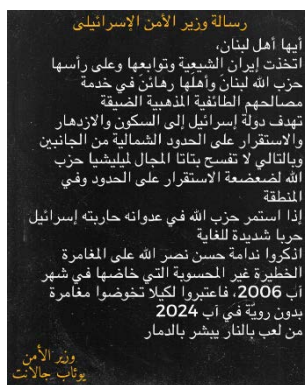 رسالة وزير الأمن الإسرائيلي
أيها أهل لبنان،
اتخذت إيران الشيعية وتوابعها وعلى رأسها
حزب الله لبنان وأهلها رهائن في خدمة
مصالحهم الطائفية المذهبية الضيقة
تهدف دولة إسرائيل إلى السكون والازدهار
والاستقرار على الحدود الشمالية من الجانبين
وبالتالي لا تفسح بتاتا المجال لميليشيا حزب
الله لضعضعة الاستقرار على الحدود وفي
المنطقة
إذا استمر حزب الله في عدوانه حاربته إسرائيل
حربا شديدة للغاية
اذكروا ندامة حسن نصر الله على المغامرة
الخطيرة غير المحسوبة التي خاضها في شهر
آب 2006، فاعتبروا لكيلا تخوضوا مغامرة
بدون رويّة في آب 2024
من لعب بالنار يبشر بالدمار
وزير الأمن
يوئاب جالانت